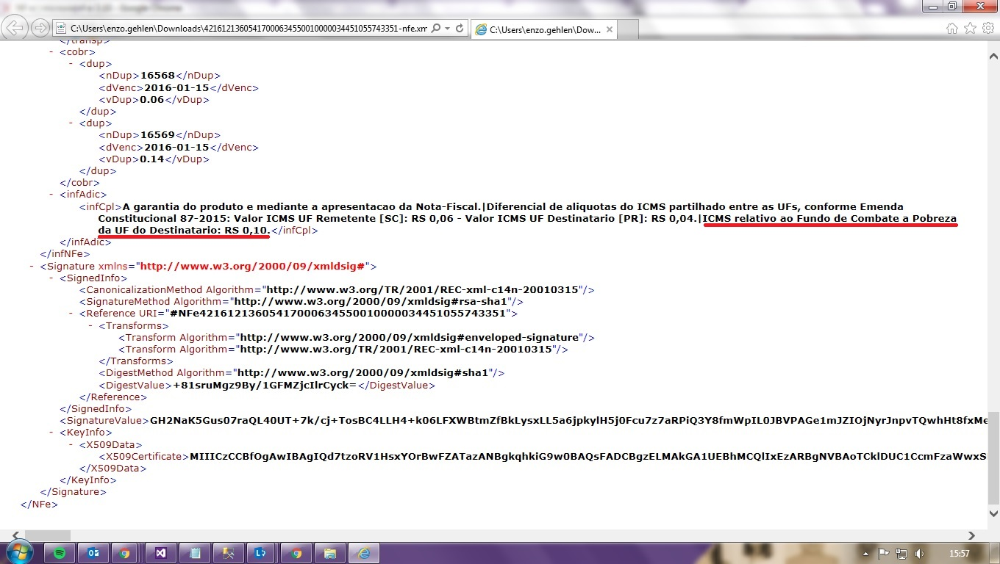 C:\Users\enzo.gehlen\Downloads\42161213605417000634550010000034451055743351-nfe.xm
C:\Users\enzo.gehlen\Dow...
</transp>
- <cobr>
- <dup>
<nDup>16568</nDup>
<dVenc>2016-01-15</dVenc>
<vDup>0.06</vDup>
</dup>
- <dup>
<nDup>16569</nDup>
<dVenc>2016-01-15</dVenc>
<vDup>0.14</vDup>
</dup>
</cobr>
- <infAdic>
<infCpl>A garantia do produto e mediante a apresentacao da Nota-Fiscal.|Diferencial de aliquotas do ICMS partilhado entre as UFs, conforme Emenda
Constitucional 87-2015: Valor ICMS UF Remetente [SC]: RS 0,06 - Valor ICMS UF Destinatario [PR]: RS 0,04.|ICMS relativo ao Fundo de Combate a Pobreza
da UF do Destinatario: RS 0,10.</infCpl>
</infAdic>
</infNFe>
- <Signature xmlns="http://www.w3.org/2000/09/xmldsig#">
- <SignedInfo>
<CanonicalizationMethod Algorithm="http://www.w3.org/TR/2001/REC-xml-c14n-20010315"/>
<SignatureMethod Algorithm="http://www.w3.org/2000/09/xmldsig#rsa-sha1"/>
- <Reference URI="#NFe42161213605417000634550010000034451055743351">
- <Transforms>
<Transform Algorithm="http://www.w3.org/2000/09/xmldsig#enveloped-signature"/>
<Transform Algorithm="http://www.w3.org/TR/2001/REC-xml-c14n-20010315"/>
</Transforms>
<DigestMethod Algorithm="http://www.w3.org/2000/09/xmldsig#sha1"/>
<DigestValue>+81sruMgz9By/1GFMZjcIlrCyck=</DigestValue>
</Reference>
</SignedInfo>
<SignatureValue>GH2NaK5Gus07raQL40UT+7k/cj+TosBC4LLH4+k06LFXWBtmZfBkLysxLL5a6jpkylH5j0Fcu7z7aRPiQ3Y8fmWpIL0JBVPAGe1mJZIOjNyrJnpvTQwhHt8fxMe
- <KeyInfo>
- <X509Data>
<X509Certificate>MIIICzCCBfOgAwIBAgIQd7tzoRV1HsxYOrBwFZATazANBgkqhkiG9w0BAQsFADCBgzELMAkGA1UEBhMCQlIxEzARBgNVBAoTCklDUC1CcmFzaWwxS
</X509Data>
</KeyInfo>
</Signature>
</NFe>
15:57